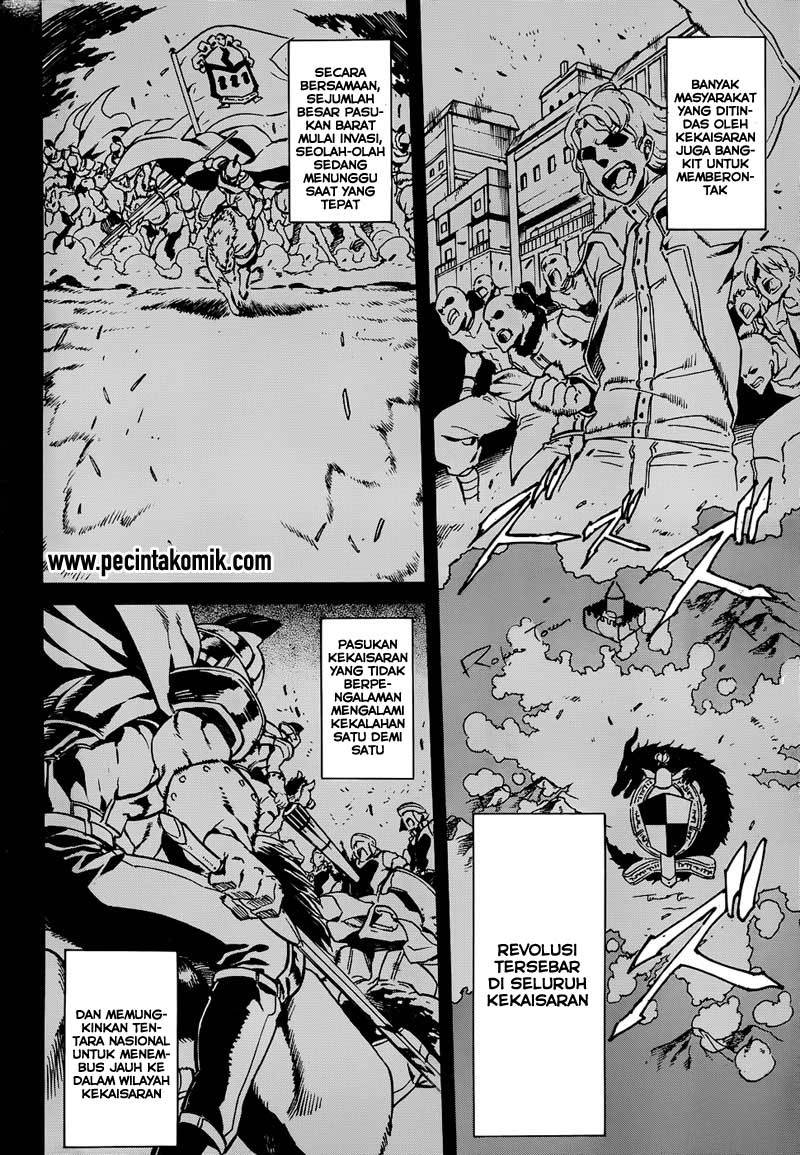 BANYAK
MASYARAKAT
YANG DITIN-
DAS OLEH
KEKAISARAN
JUGA BANG-
KIT UNTUK
MEMBERON-
TAK
ズ
ズ
ズ
REVOLUSI
TERSEBAR
DI SELURUH
KEKAISARAN
SECARA
BERSAMAAN,
SEJUMLAH
BESAR PASU-
KAN BARAT
MULAI INVASI,
SEOLAH-OLAH
SEDANG
MENUNGGU
SAAT YANG
TEPAT
www.pecintakomik.com
PASUKAN
KEKAISARAN
YANG TIDAK
BERPE-
NGALAMAN
MENGALAMI
KEKALAHAN
SATU DEMI
SATU
DAN MEMUNG-
KINKAN TEN-
TARA NASIONAL
UNTUK MENEM-
BUS JAUH KE
DALAM WILAYAH
KEKAISARAN